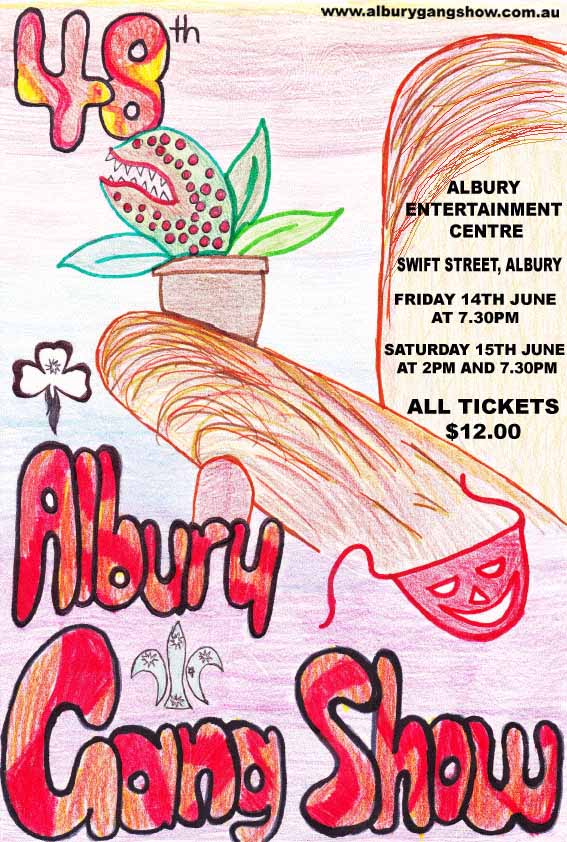 www.alburygangshow.com.au
48th
ALBURY
ENTERTAINMENT
CENTRE
SWIFT STREET, ALBURY
FRIDAY 14TH JUNE
AT 7.30PM
SATURDAY 15TH JUNE
AT 2PM AND 7.30PM
ALL TICKETS
$12.00
Albury
Gang Show